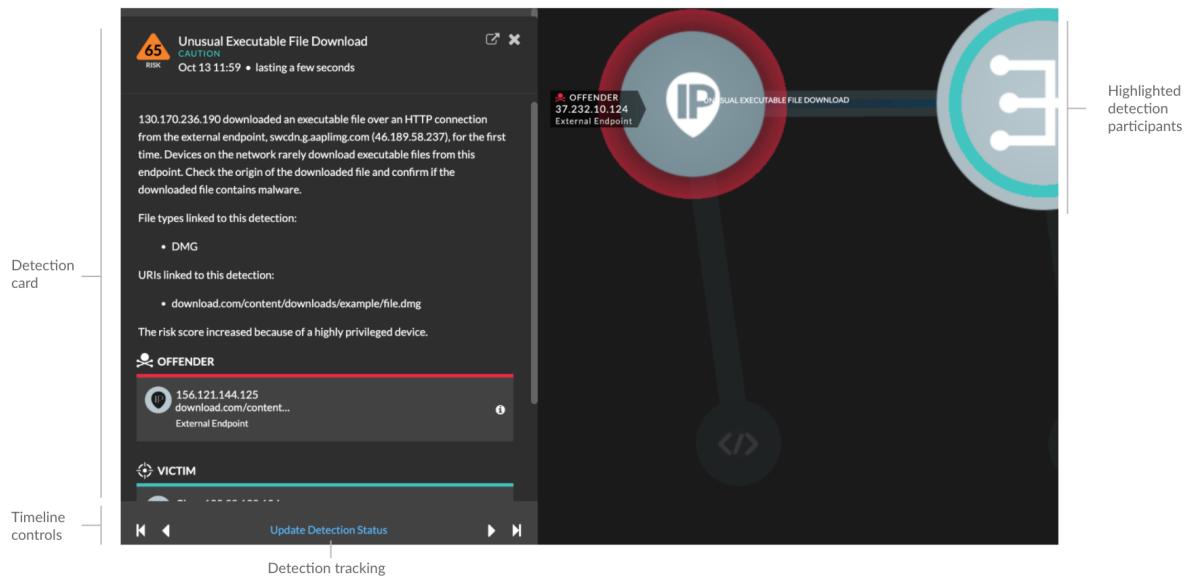 65
RISK
Unusual Executable File Download
CAUTION
Oct 13 11:59 • lasting a few seconds
130.170.236.190 downloaded an executable file over an HTTP connection
from the external endpoint, swcdn.g.aaplimg.com (46.189.58.237), for the first
time. Devices on the network rarely download executable files from this
endpoint. Check the origin of the downloaded file and confirm if the
downloaded file contains malware.
File types linked to this detection:
• DMG
URIs linked to this detection:
• download.com/content/downloads/example/file.dmg
The risk score increased because of a highly privileged device.
OFFENDER
IP
156.121.144.125
download.com/content...
External Endpoint
VICTIM
Update Detection Status
OFFENDER
37.232.10.124
External Endpoint
IP
UNUSUAL EXECUTABLE FILE DOWNLOAD
</>
Highlighted
detection
participants
Detection
card
Timeline
controls
Detection tracking